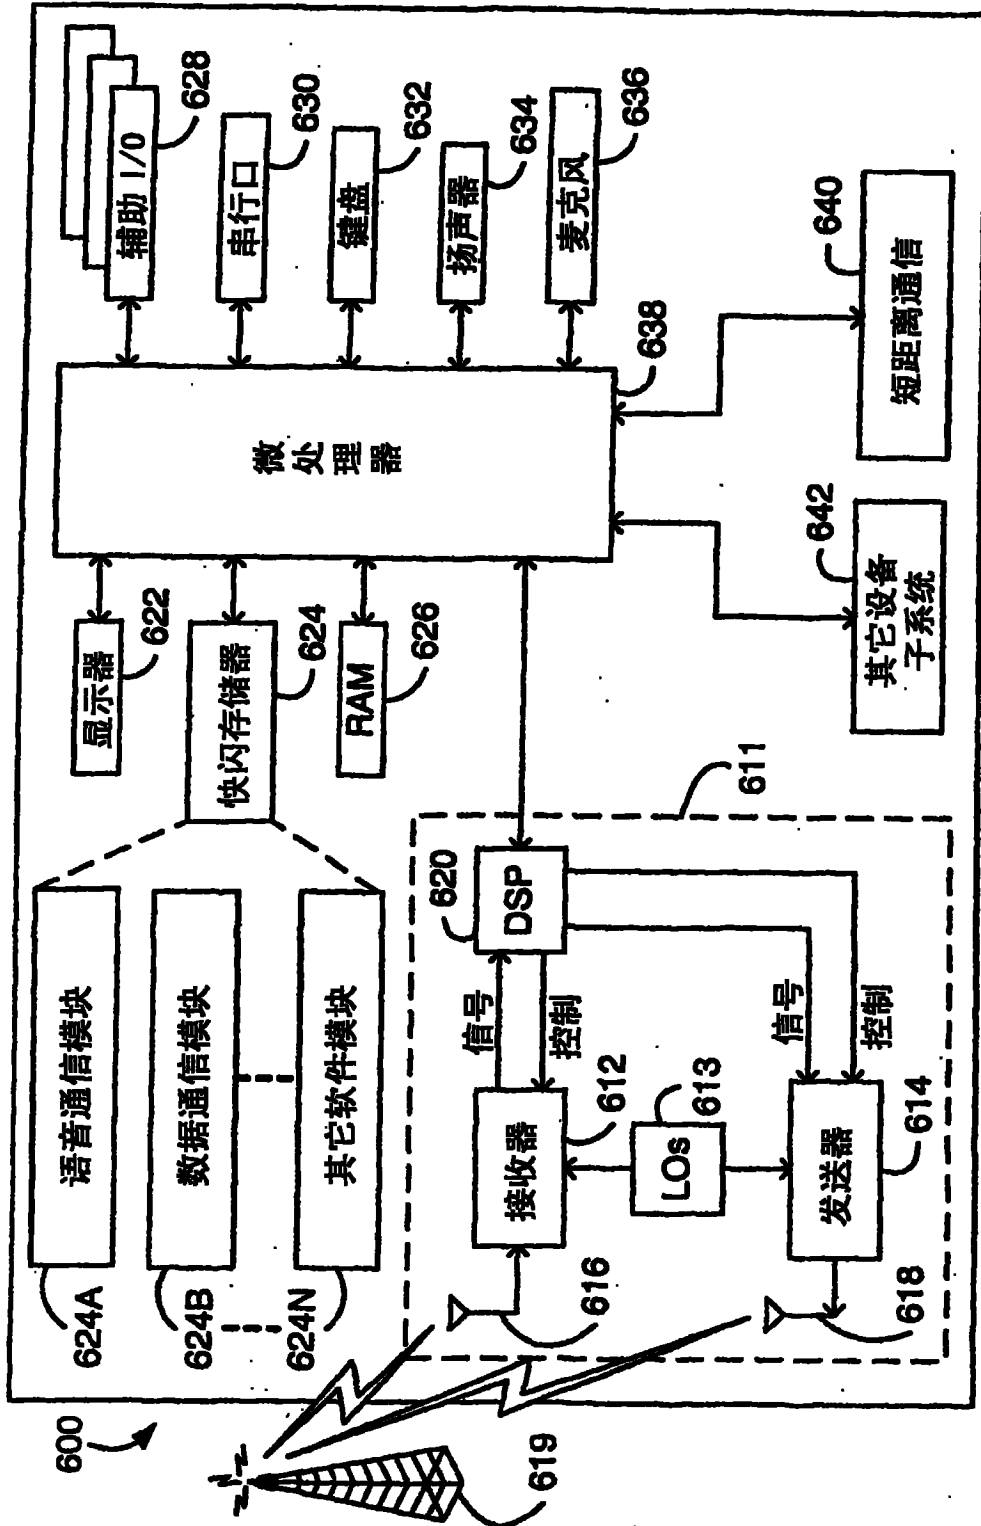 600
624A
语音通信模块
显示器
622
辅助 I/O
628
624B
数据通信模块
快闪存储器
624
微处理器
串行口
630
624N
其它软件模块
RAM
626
键盘
632
619
信号
DSP
620
扬声器
634
616
接收器
612
控制
麦克风
636
638
LOs
613
611
618
发送器
614
信号
控制
其它设备
子系统
642
短距离通信
640